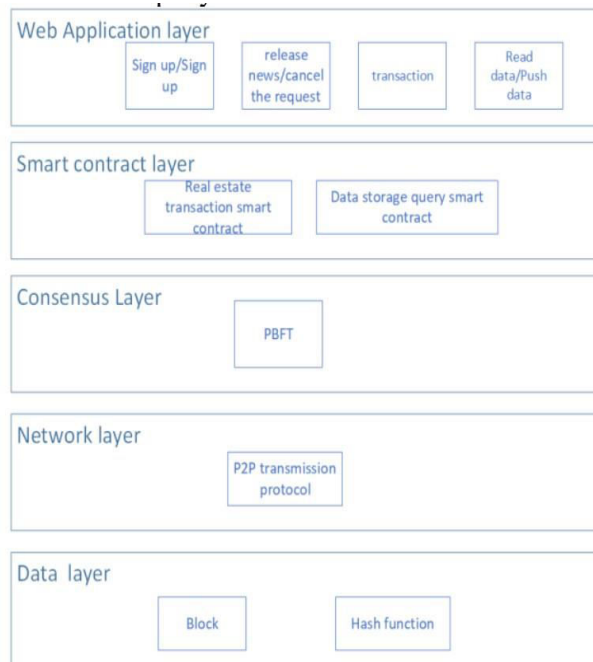 Web Application layer
Sign up/Sign
up
release
news/cancel
the request
transaction
Read
data/Push
data
Smart contract layer
Real estate
transaction smart
contract
Data storage query smart
contract
Consensus Layer
PBFT
Network layer
P2P transmission
protocol
Data layer
Block
Hash function